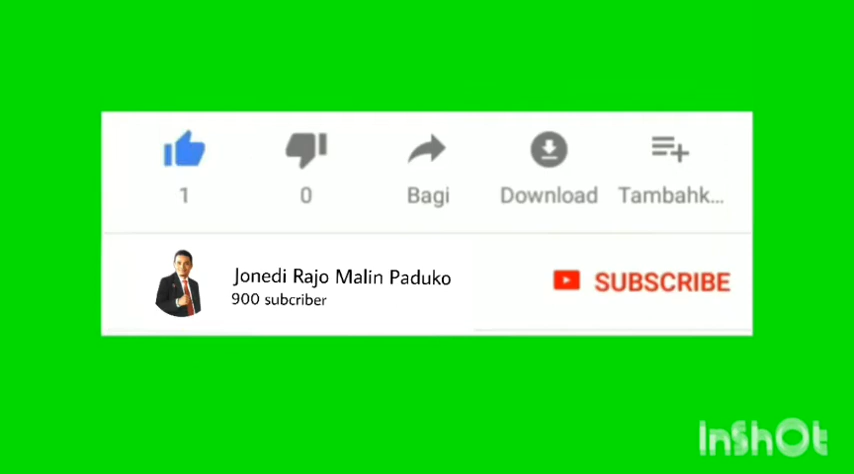 1 0 Bagi Download Tambahk...
Jonedi Rajo Malin Paduko
900 subcriber
SUBSCRIBE
InShOt